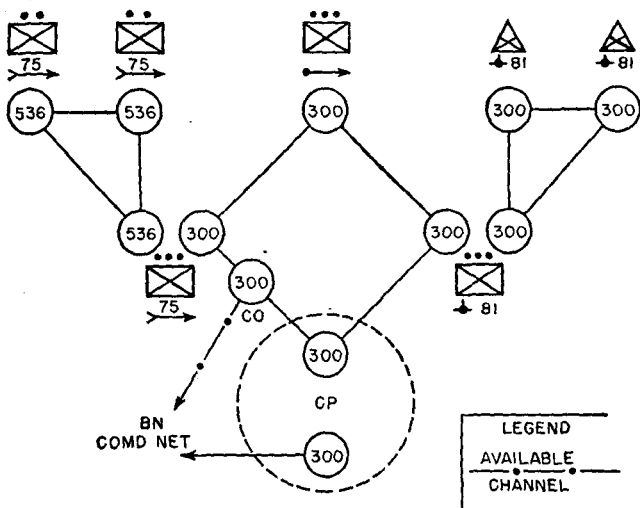 75 75 81 81
536 536 300 300 300
536 300 300 300
300
75 CO 81
300
CP
BN
COMD NET
300
LEGEND
AVAILABLE
CHANNEL